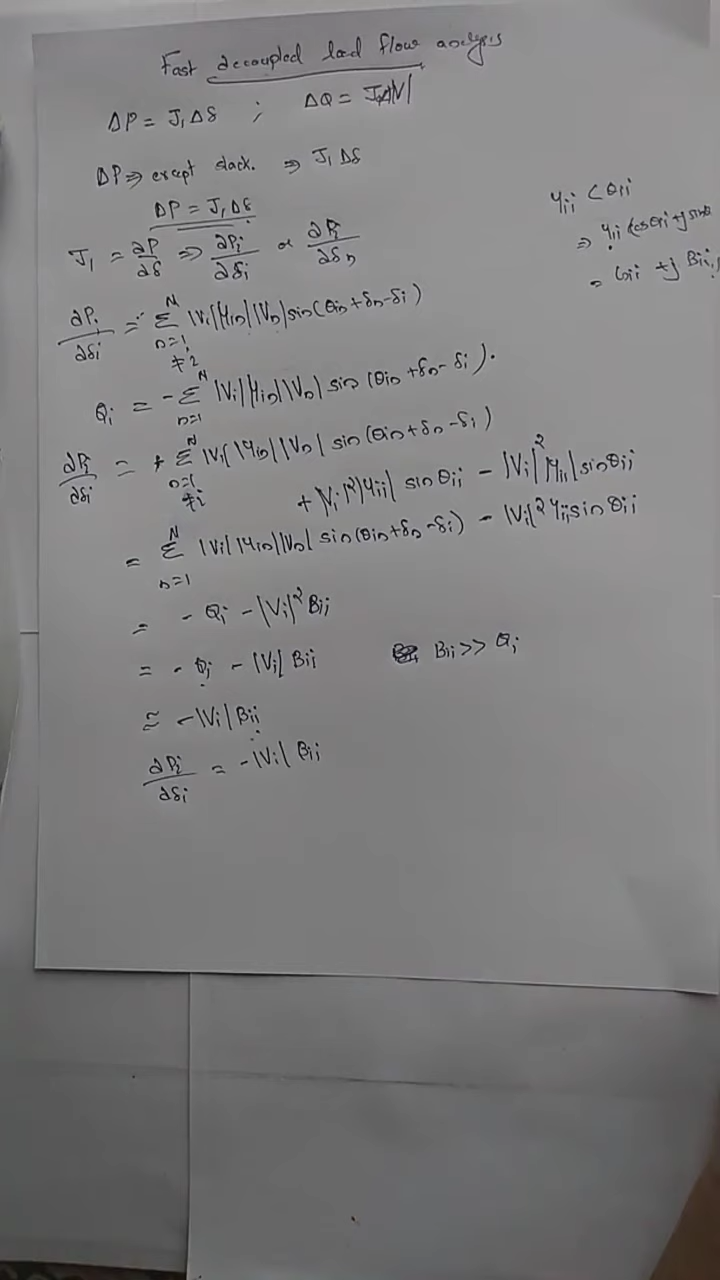 Fast decoupled load flow analysis
ΔP = J₁Δδ ; ΔQ = J₄Δ|V|
ΔP ⇒ except slack. ⇒ J₁ Δδ
ΔP = J₁Δδ
Yii < θii
⇒ Yii (cosθii + j sinθ
= Gii + j Bii
J₁ = ∂P/∂δ ⇒ ∂Pi/∂δi or ∂Pi/∂δn
∂Pi/∂δi = Σ_{n=1, ≠i}^{N} |Vi||Yin||Vn| sin(θin + δn - δi)
Qi = - Σ_{n=1}^{N} |Vi||Yin||Vn| sin(θin + δn - δi).
∂Pi/∂δi = + Σ_{n=1, ≠i}^{N} |Vi||Yin||Vn| sin(θin + δn - δi)
+ |Vi|²|Yii| sinθii - |Vi|²|Yii| sinθii
= Σ_{n=1}^{N} |Vi||Yin||Vn| sin(θin + δn - δi) - |Vi|² Yii sinθii
= - Qi - |Vi|² Bii
= - Qi - |Vi| Bii Bii >> Qi
≅ -|Vi| Bii
∂Pi/∂δi = -|Vi| Bii